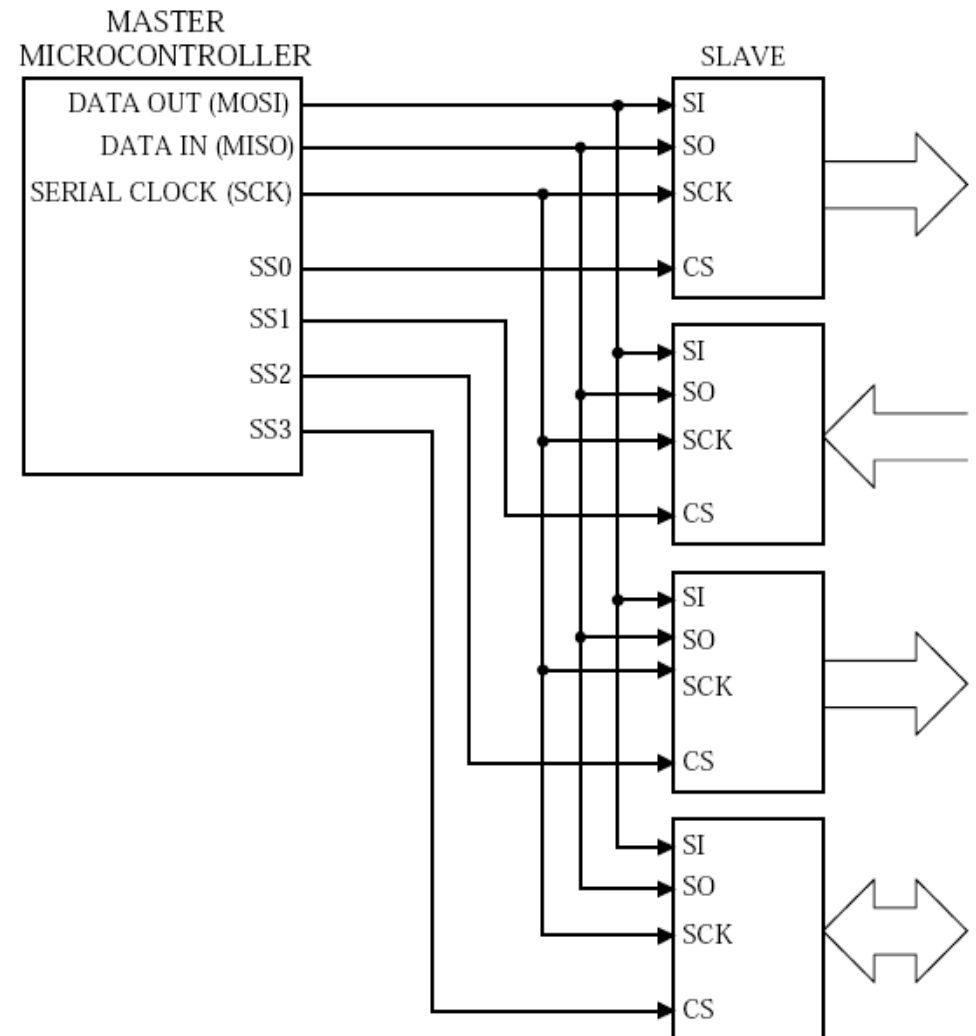 MASTER
MICROCONTROLLER
DATA OUT (MOSI)
DATA IN (MISO)
SERIAL CLOCK (SCK)
SS0
SS1
SS2
SS3
SLAVE
SI
SO
SCK
CS
SI
SO
SCK
CS
SI
SO
SCK
CS
SI
SO
SCK
CS